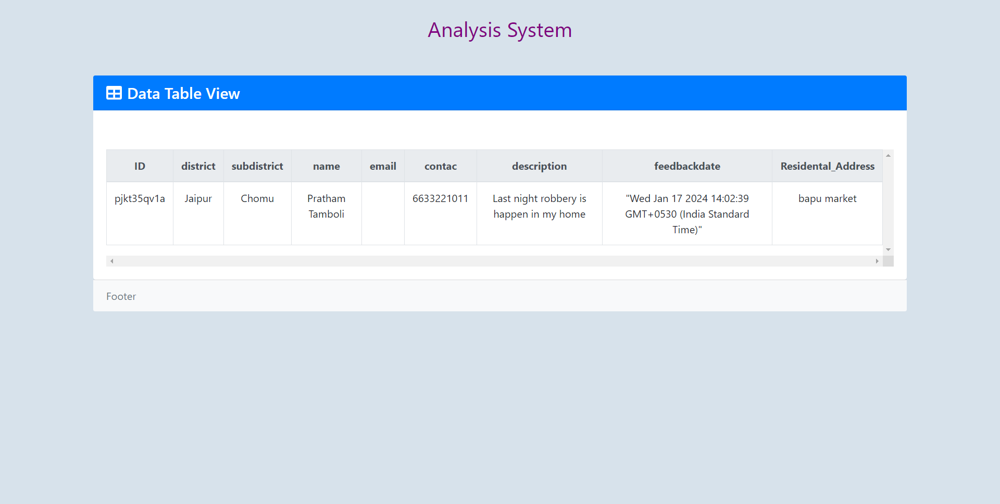 Analysis System
Data Table View
ID district subdistrict name email contac description feedbackdate Residental_Address
pjkt35qv1a Jaipur Chomu Pratham 6633221011 Last night robbery is "Wed Jan 17 2024 14:02:39 bapu market
Tamboli happen in my home GMT+0530 (India Standard
Time)"
Footer